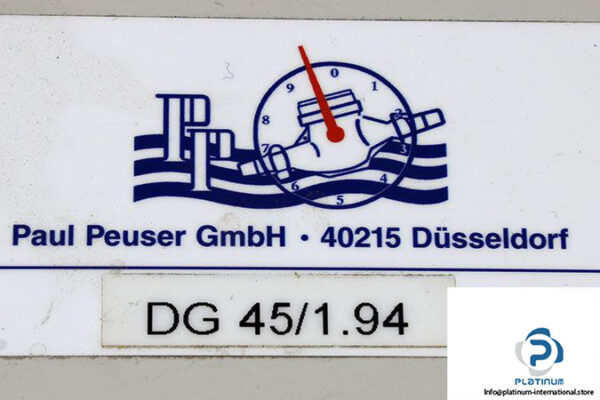 PP
0
1
2
3
4
5
6
7
8
9
Paul Peuser GmbH · 40215 Düsseldorf
DG 45/1.94
P
PLATINUM
Info@platinum-international.store